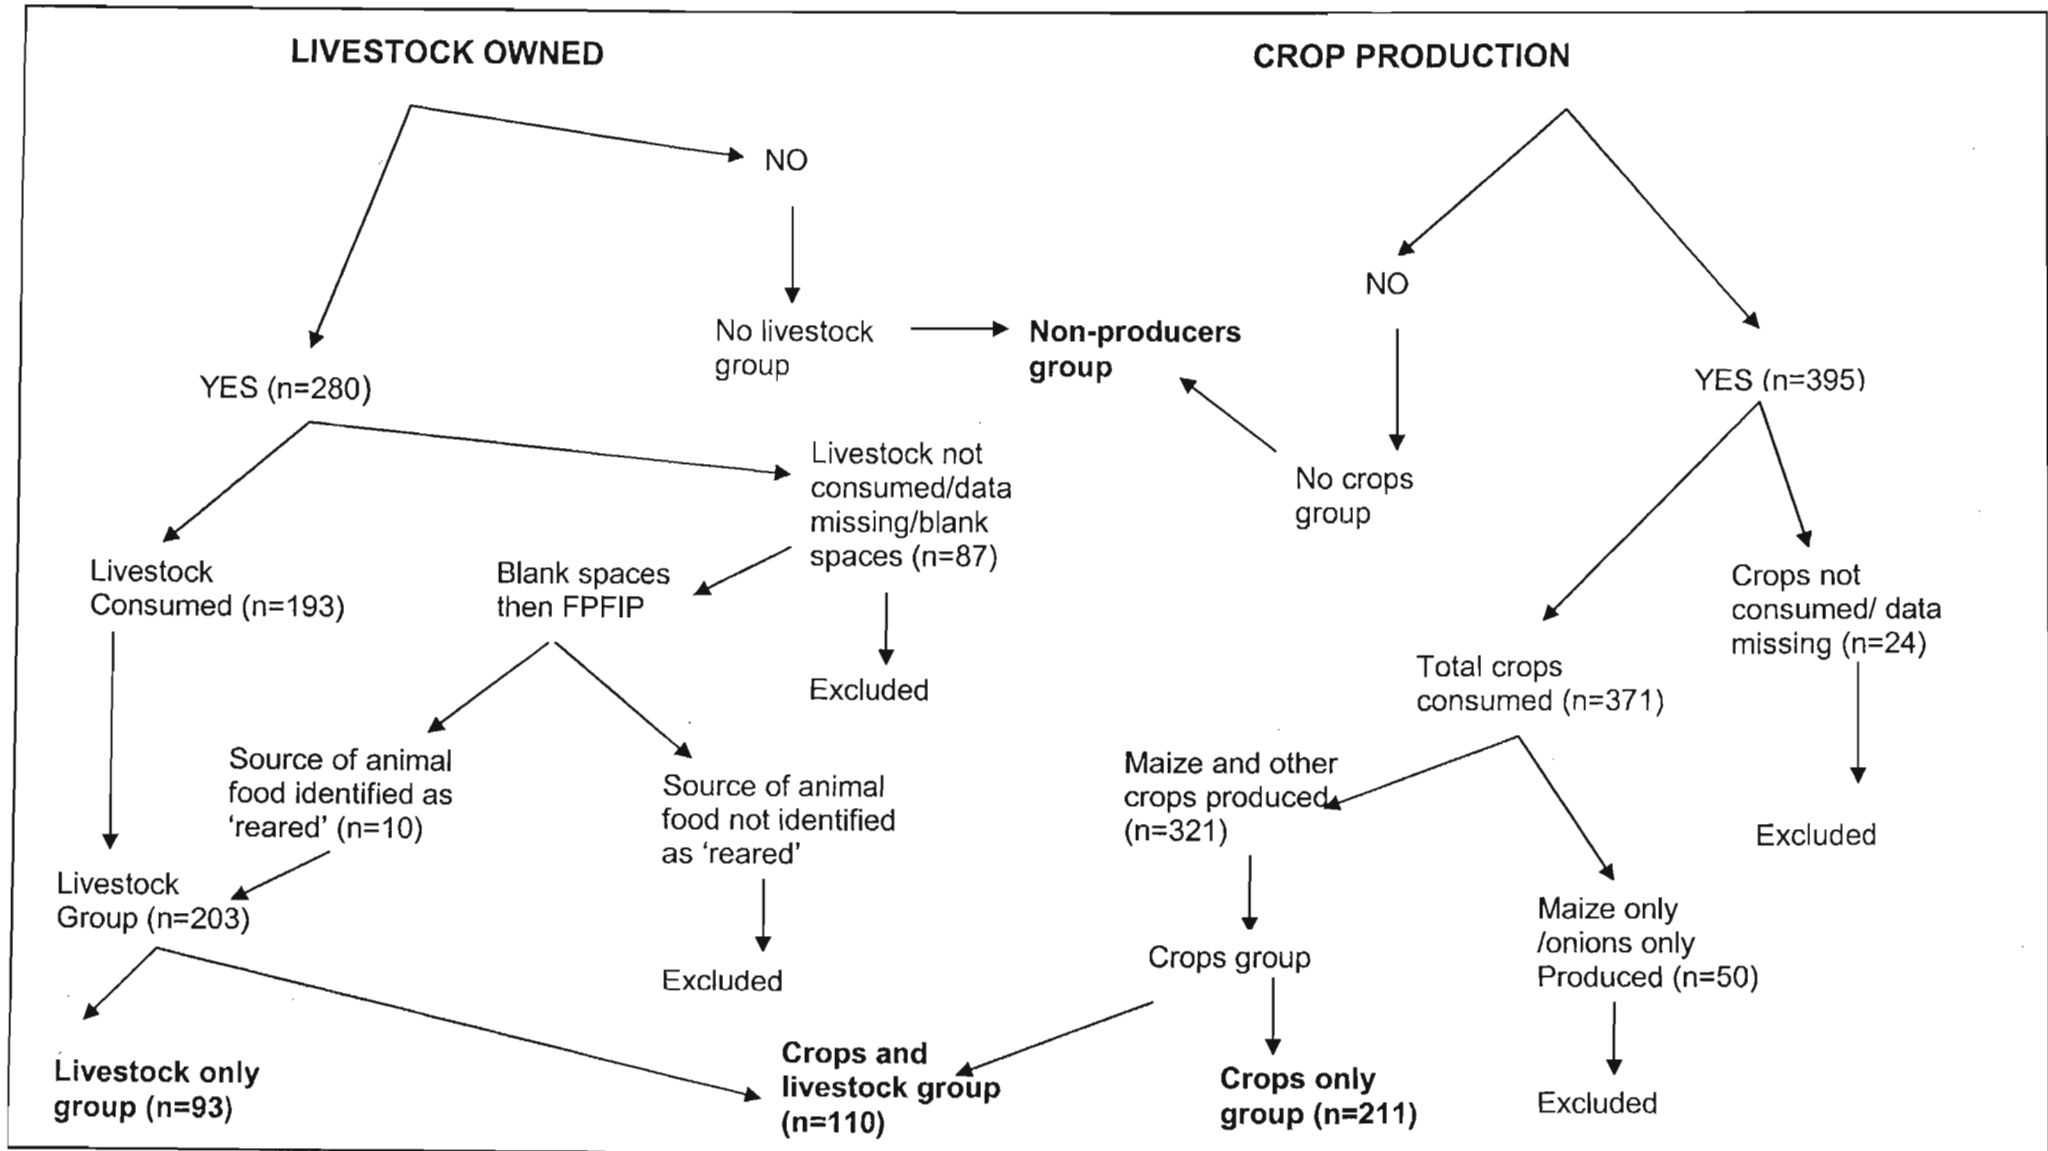 LIVESTOCK OWNED
CROP PRODUCTION
NO
NO
No livestock
group
Non-producers
group
YES (n=280)
YES (n=395)
Livestock not
consumed/data
missing/blank
spaces (n=87)
No crops
group
Livestock
Consumed (n=193)
Blank spaces
then FPFIP
Crops not
consumed/ data
missing (n=24)
Excluded
Total crops
consumed (n=371)
Source of animal
food identified as
‘reared’ (n=10)
Source of animal
food not identified
as ‘reared’
Maize and other
crops produced
(n=321)
Excluded
Livestock
Group (n=203)
Maize only
/onions only
Produced (n=50)
Excluded
Crops group
Livestock only
group (n=93)
Crops and
livestock group
(n=110)
Crops only
group (n=211)
Excluded